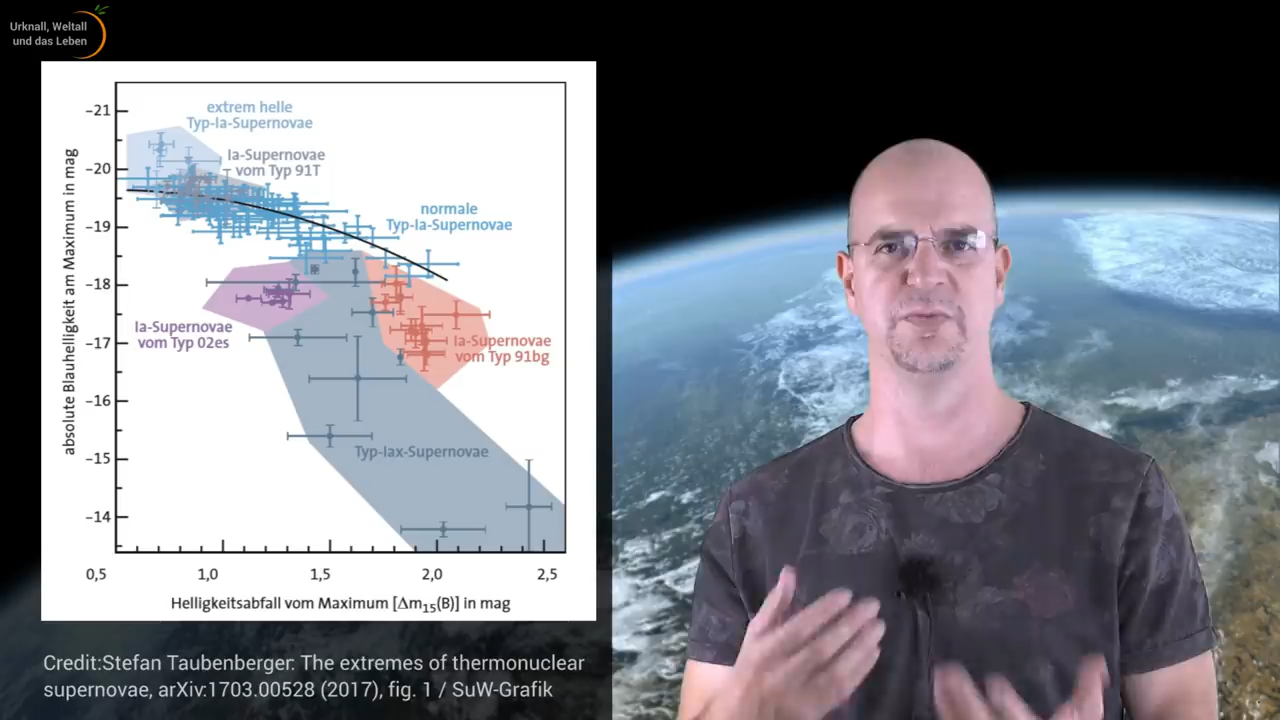 Urknall, Weltall
und das Leben
absolute Blauhelligkeit am Maximum in mag
-21
-20
-19
-18
-17
-16
-15
-14
extrem helle
Typ-Ia-Supernovae
Ia-Supernovae
vom Typ 91T
normale
Typ-Ia-Supernovae
Ia-Supernovae
vom Typ 02es
Ia-Supernovae
vom Typ 91bg
Typ-Iax-Supernovae
0,5
1,0
1,5
2,0
2,5
Helligkeitsabfall vom Maximum [Δm₁₅(B)] in mag
Credit:Stefan Taubenberger: The extremes of thermonuclear
supernovae, arXiv:1703.00528 (2017), fig. 1 / SuW-Grafik